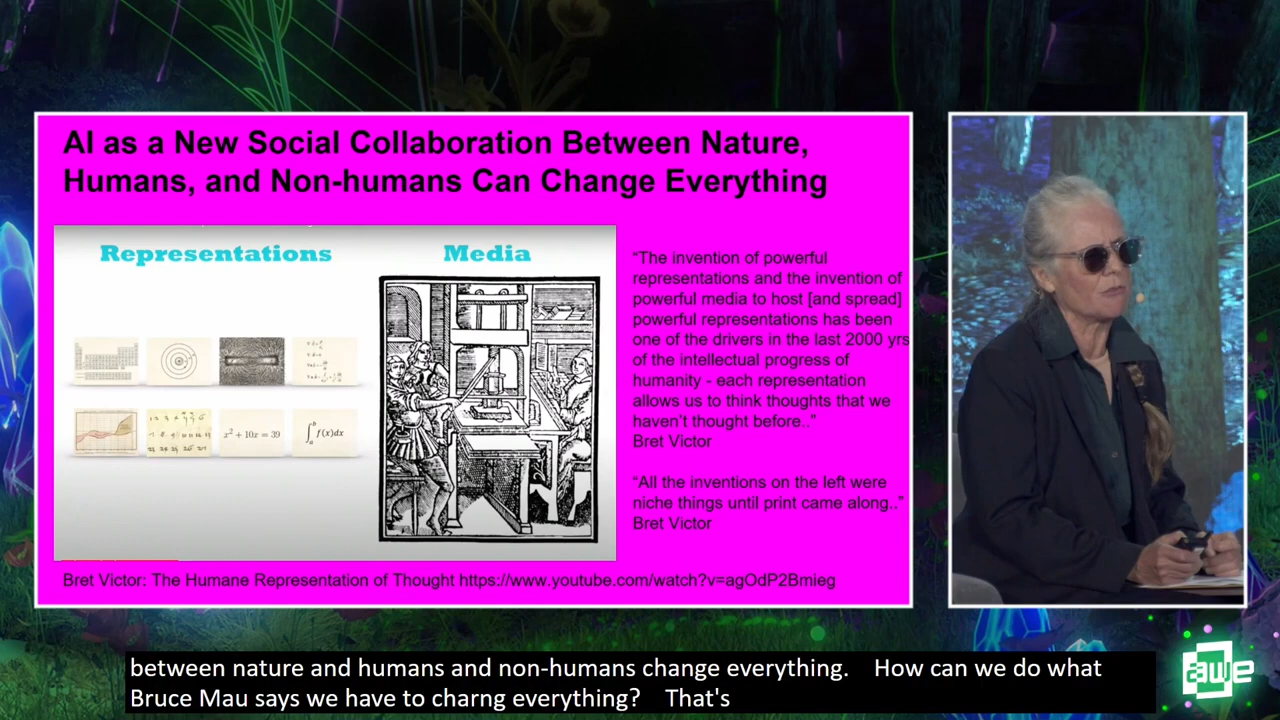 AI as a New Social Collaboration Between Nature,
Humans, and Non-humans Can Change Everything
Representations
Media
x² + 10x = 39
∫ₐᵇ f(x)dx
“The invention of powerful
representations and the invention of
powerful media to host [and spread]
powerful representations has been
one of the drivers in the last 2000 yrs
of the intellectual progress of
humanity - each representation
allows us to think thoughts that we
haven’t thought before..”
Bret Victor
“All the inventions on the left were
niche things until print came along..”
Bret Victor
Bret Victor: The Humane Representation of Thought https://www.youtube.com/watch?v=agOdP2Bmieg
between nature and humans and non-humans change everything. How can we do what
Bruce Mau says we have to charng everything? That's
awe